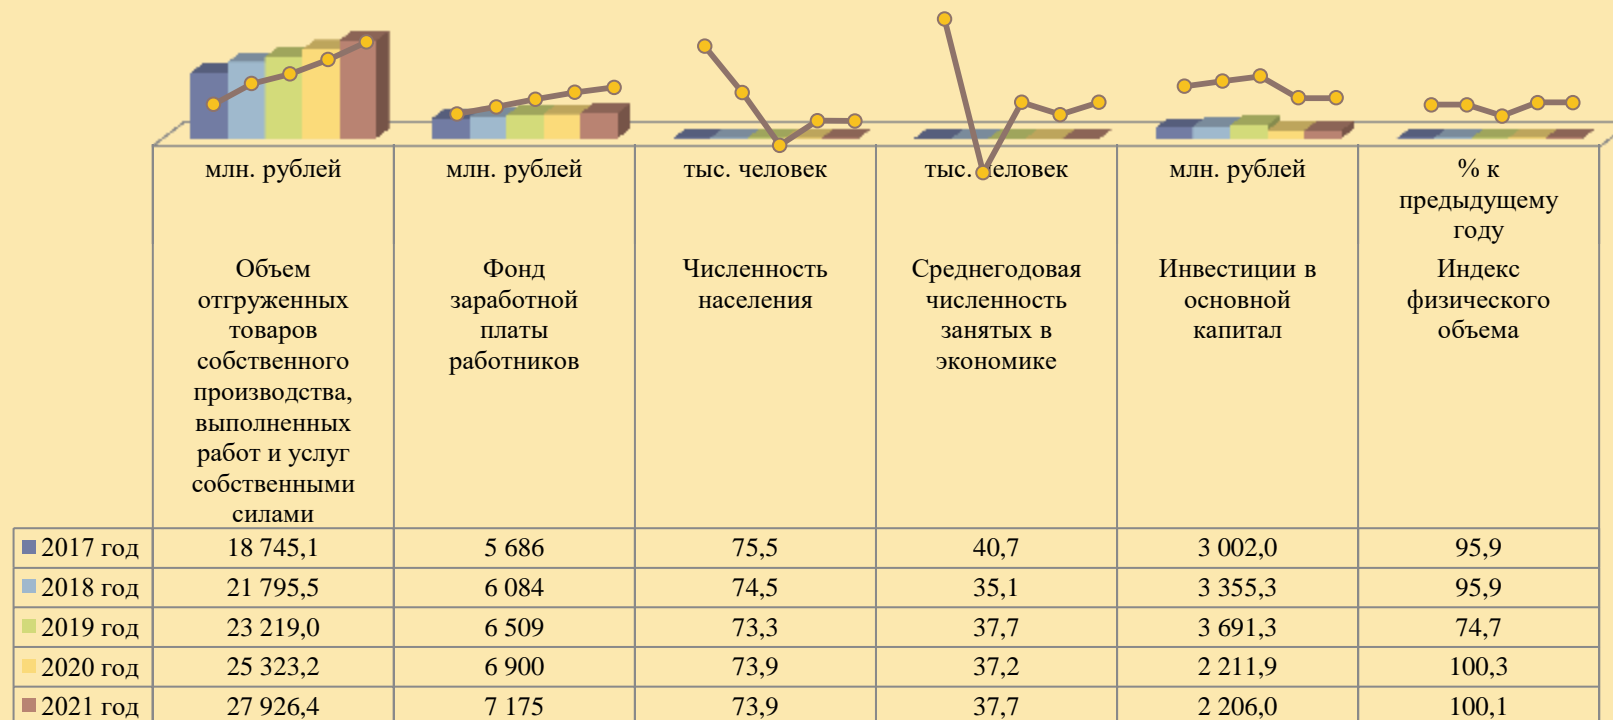 млн. рублей млн. рублей тыс. человек тыс. человек млн. рублей % к
предыдущему
году
Объем
отгруженных
товаров
собственного
производства,
выполненных
работ и услуг
собственными
силами
Фонд
заработной
платы
работников
Численность
населения
Среднегодовая
численность
занятых в
экономике
Инвестиции в
основной
капитал
Индекс
физического
объема
2017 год 18 745,1 5 686 75,5 40,7 3 002,0 95,9
2018 год 21 795,5 6 084 74,5 35,1 3 355,3 95,9
2019 год 23 219,0 6 509 73,3 37,7 3 691,3 74,7
2020 год 25 323,2 6 900 73,9 37,2 2 211,9 100,3
2021 год 27 926,4 7 175 73,9 37,7 2 206,0 100,1